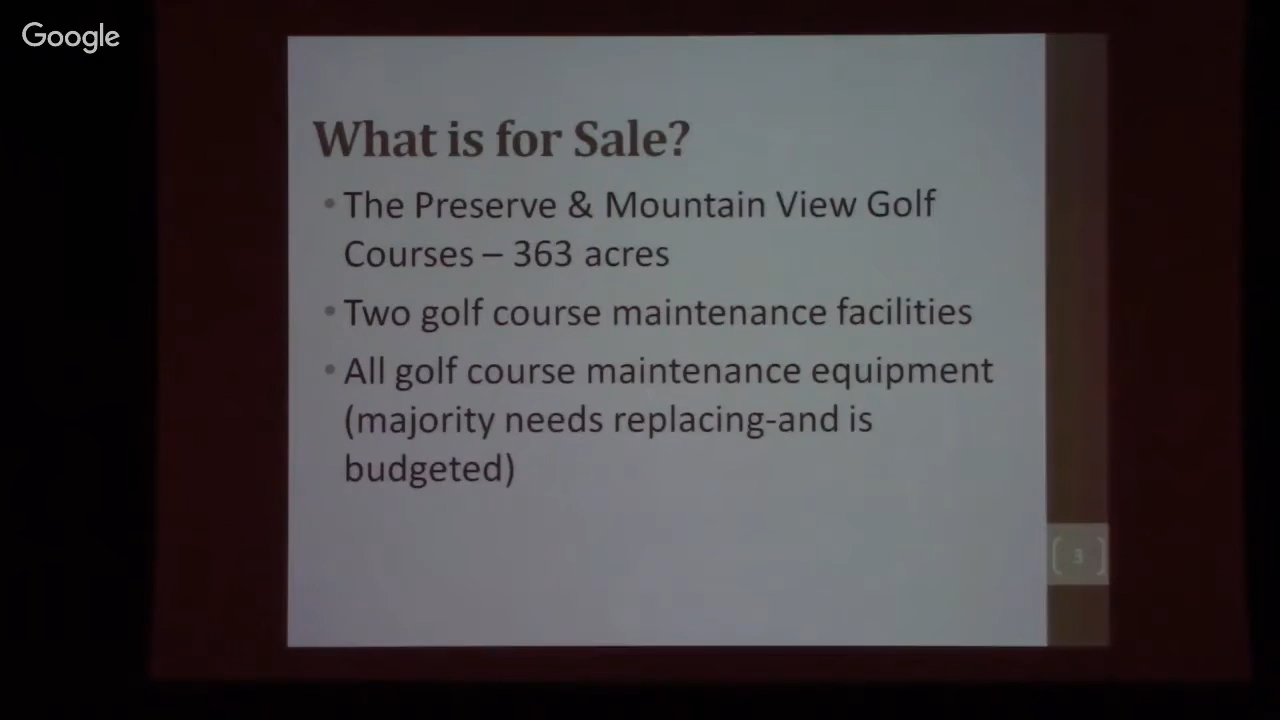 Google
What is for Sale?
• The Preserve & Mountain View Golf
Courses – 363 acres
• Two golf course maintenance facilities
• All golf course maintenance equipment
(majority needs replacing-and is
budgeted)
[ 3 ]